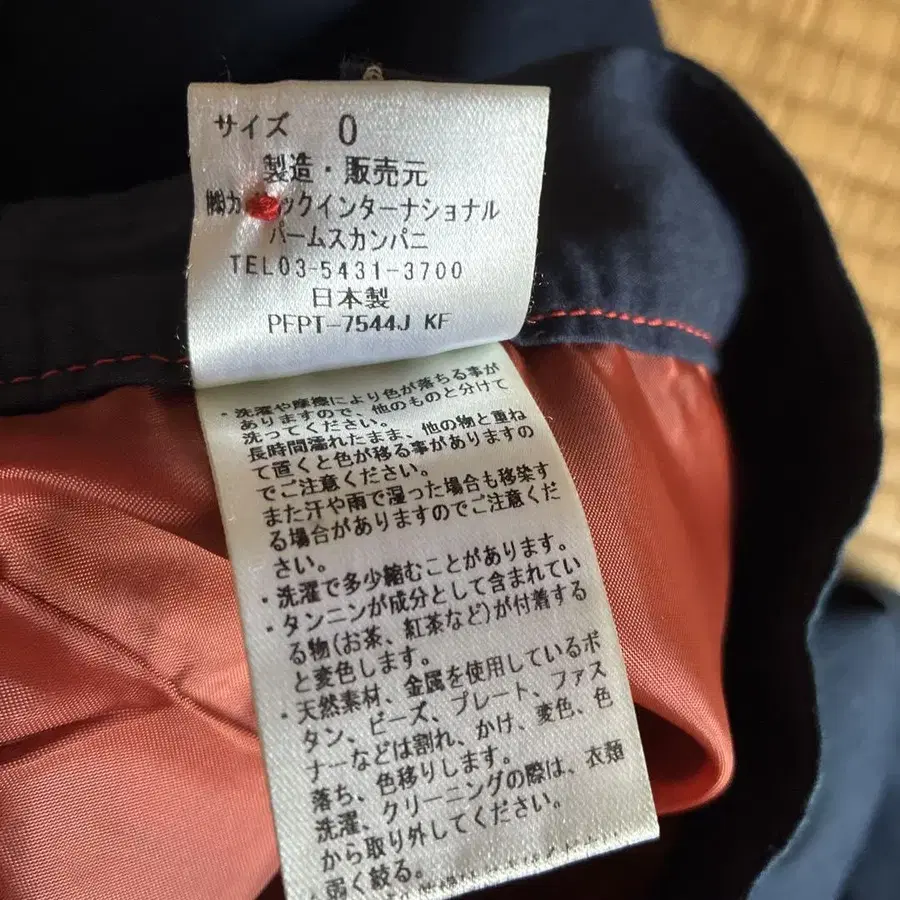 サイズ 0
製造・販売元
㈱カ ックインターナショナル
パームスカンパニ
TEL03-5431-3700
日本製
PFPT-7544J KF
・洗濯や摩擦により色が落ちる事が
ありますので、他のものと分けて
洗ってください。
長時間濡れたまま、他の物と重ね
て直くと色が移る事がありますの
でご注意ください。
また汗や雨で湿った場合も移染す
る場合がありますのでご注意くだ
さい。
・洗濯で多少縮むことがあります。
・タンニンが成分として含まれてい
る物(お茶、紅茶など)が付着する
と変色します。
・天然素材、金属を使用しているボ
タン、ビーズ、プレート、ファス
ナーなどは割れ、かけ、変色、色
落ち、色移りします。
洗濯、クリーニングの際は、衣類
から取り外してください。
・弱く絞る。